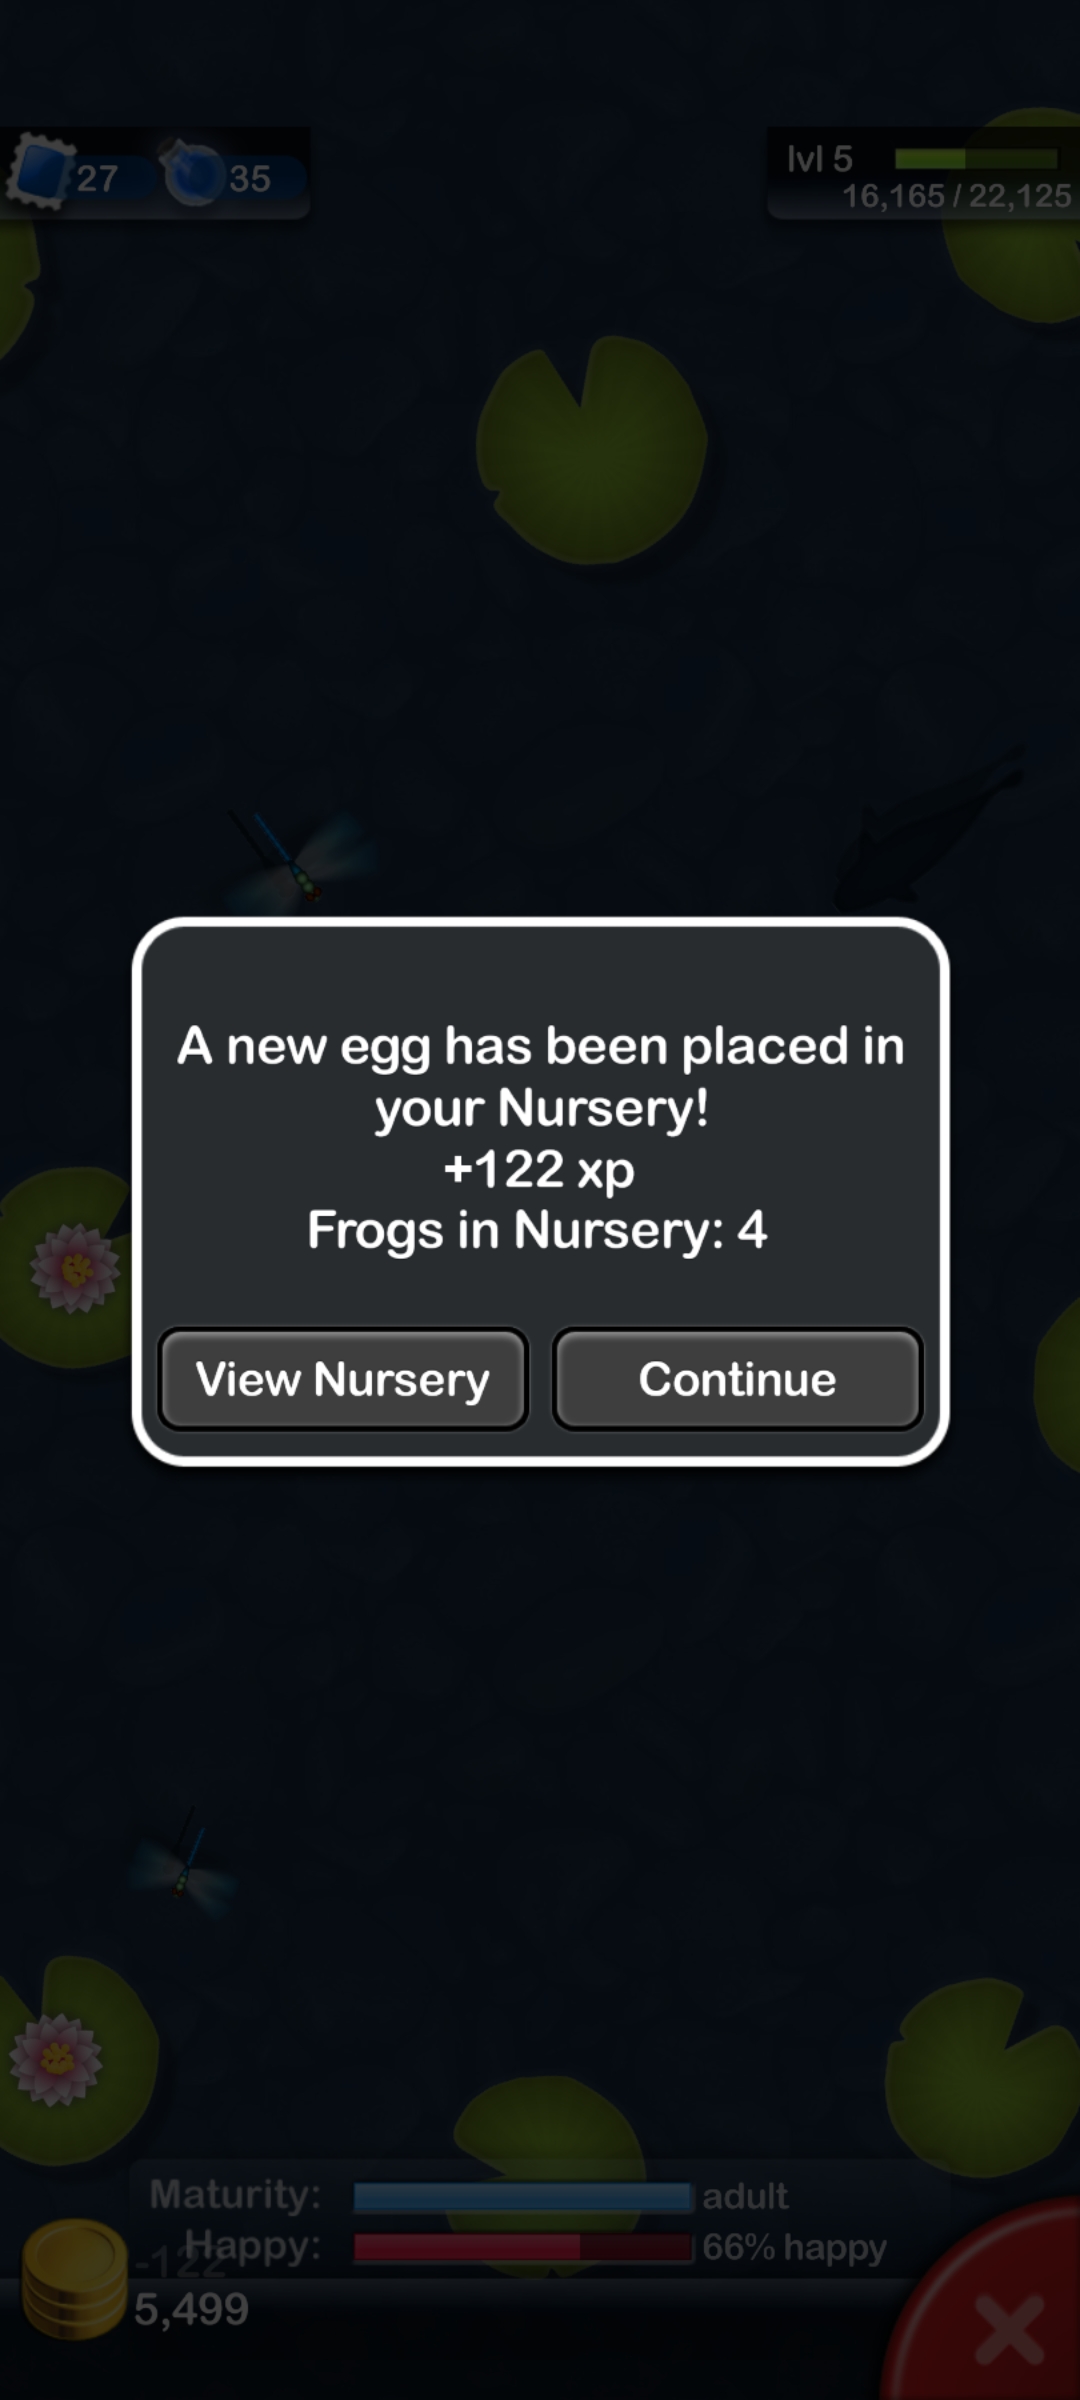 27
35
lvl 5
16,165 / 22,125
A new egg has been placed in
your Nursery!
+122 xp
Frogs in Nursery: 4
View Nursery
Continue
Maturity:
adult
Happy:
66% happy
-122
5,499